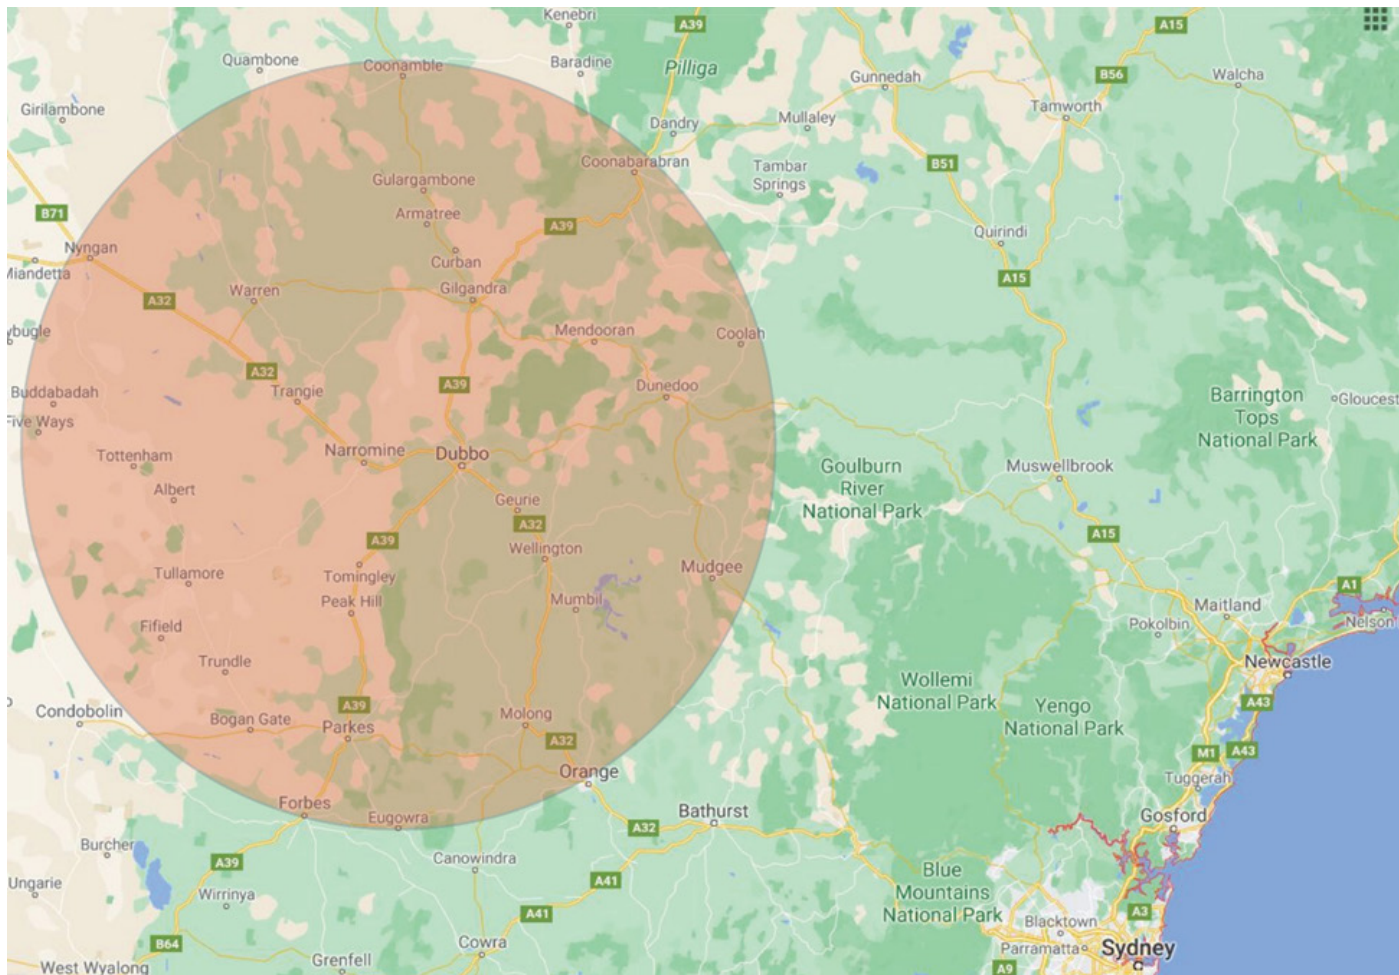 Kenebri
A39
A15
Quambone
Coonamble
Baradine
Pilliga
Gunnedah
B56
Walcha
Girilambone
Tamworth
Dandry
Mullaley
Coonabarabran
B51
Tambar
Springs
Gulargambone
Armatree
A39
B71
Nyngan
Quirindi
Miandetta
Curban
A15
Warren
Gilgandra
A32
ybugle
Mendooran
Coolah
A32
A39
Trangie
Dunedoo
Buddabadah
Barrington
Tops
National Park
Gloucest
Five Ways
Narromine
Dubbo
Tottenham
Goulburn
River
National Park
Muswellbrook
Albert
Geurie
A32
A15
A39
Wellington
Tomingley
Mudgee
Tullamore
A1
Peak Hill
Mumbil
Maitland
Nelson
Fifield
Pokolbin
Trundle
Newcastle
Wollemi
National Park
Yengo
National Park
A39
A43
Condobolin
Bogan Gate
Parkes
Molong
A32
M1
A43
Orange
Tuggerah
Forbes
Eugowra
Bathurst
Gosford
A32
Burcher
A39
Canowindra
Ungarie
Wirrinya
A41
Blue
Mountains
National Park
A41
A3
Blacktown
B64
Cowra
Parramatta
Sydney
West Wyalong
Grenfell
A9